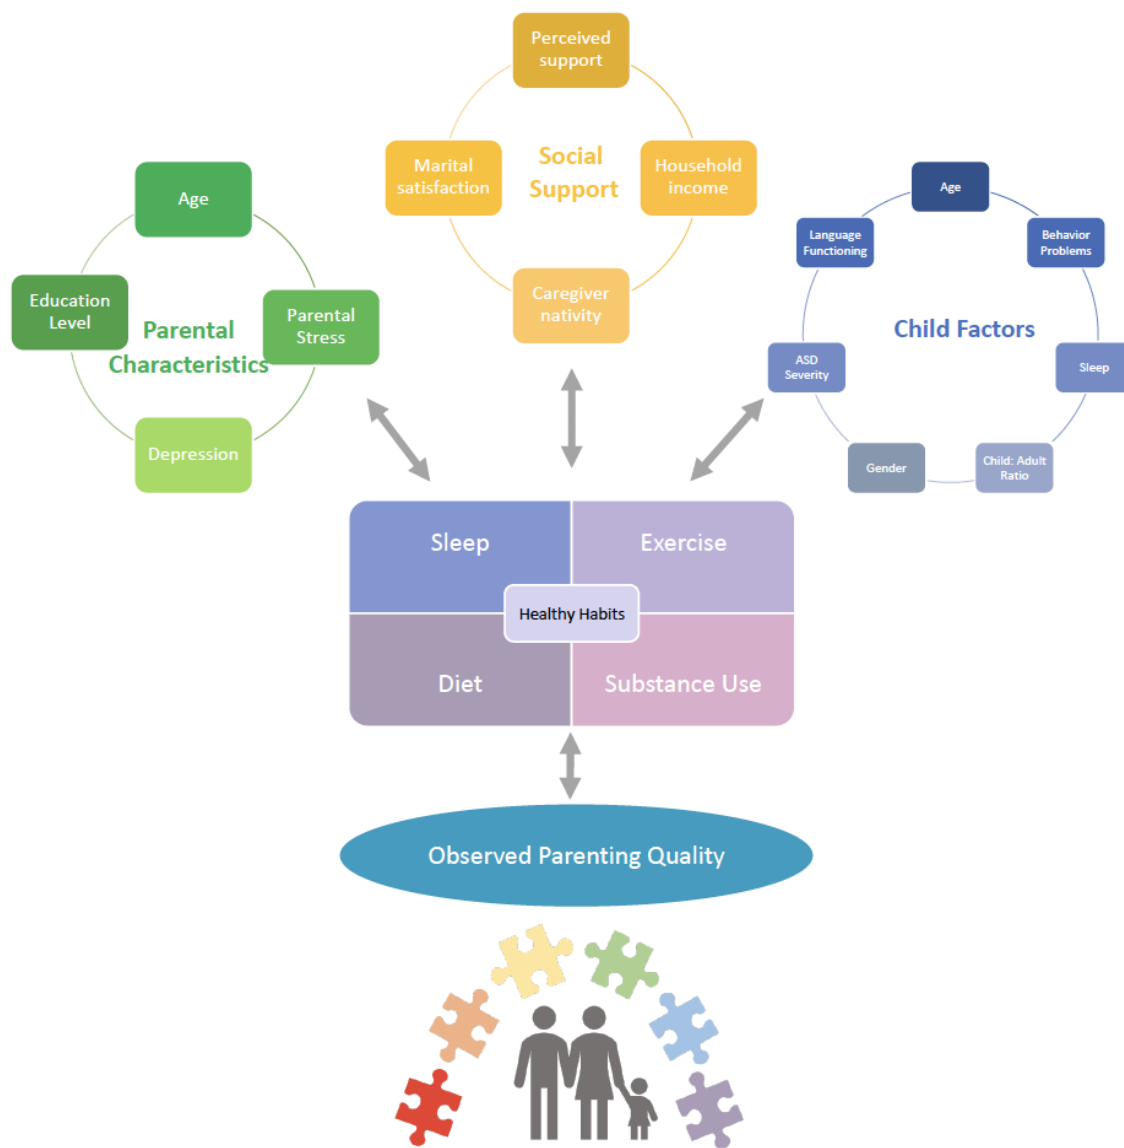 Perceived
support
Marital
satisfaction
Social
Support
Household
income
Caregiver
nativity
Age
Education
Level
Parental
Characteristics
Parental
Stress
Depression
Age
Language
Functioning
Behavior
Problems
Child Factors
ASD
Severity
Sleep
Gender
Child: Adult
Ratio
Sleep
Exercise
Healthy Habits
Diet
Substance Use
Observed Parenting Quality